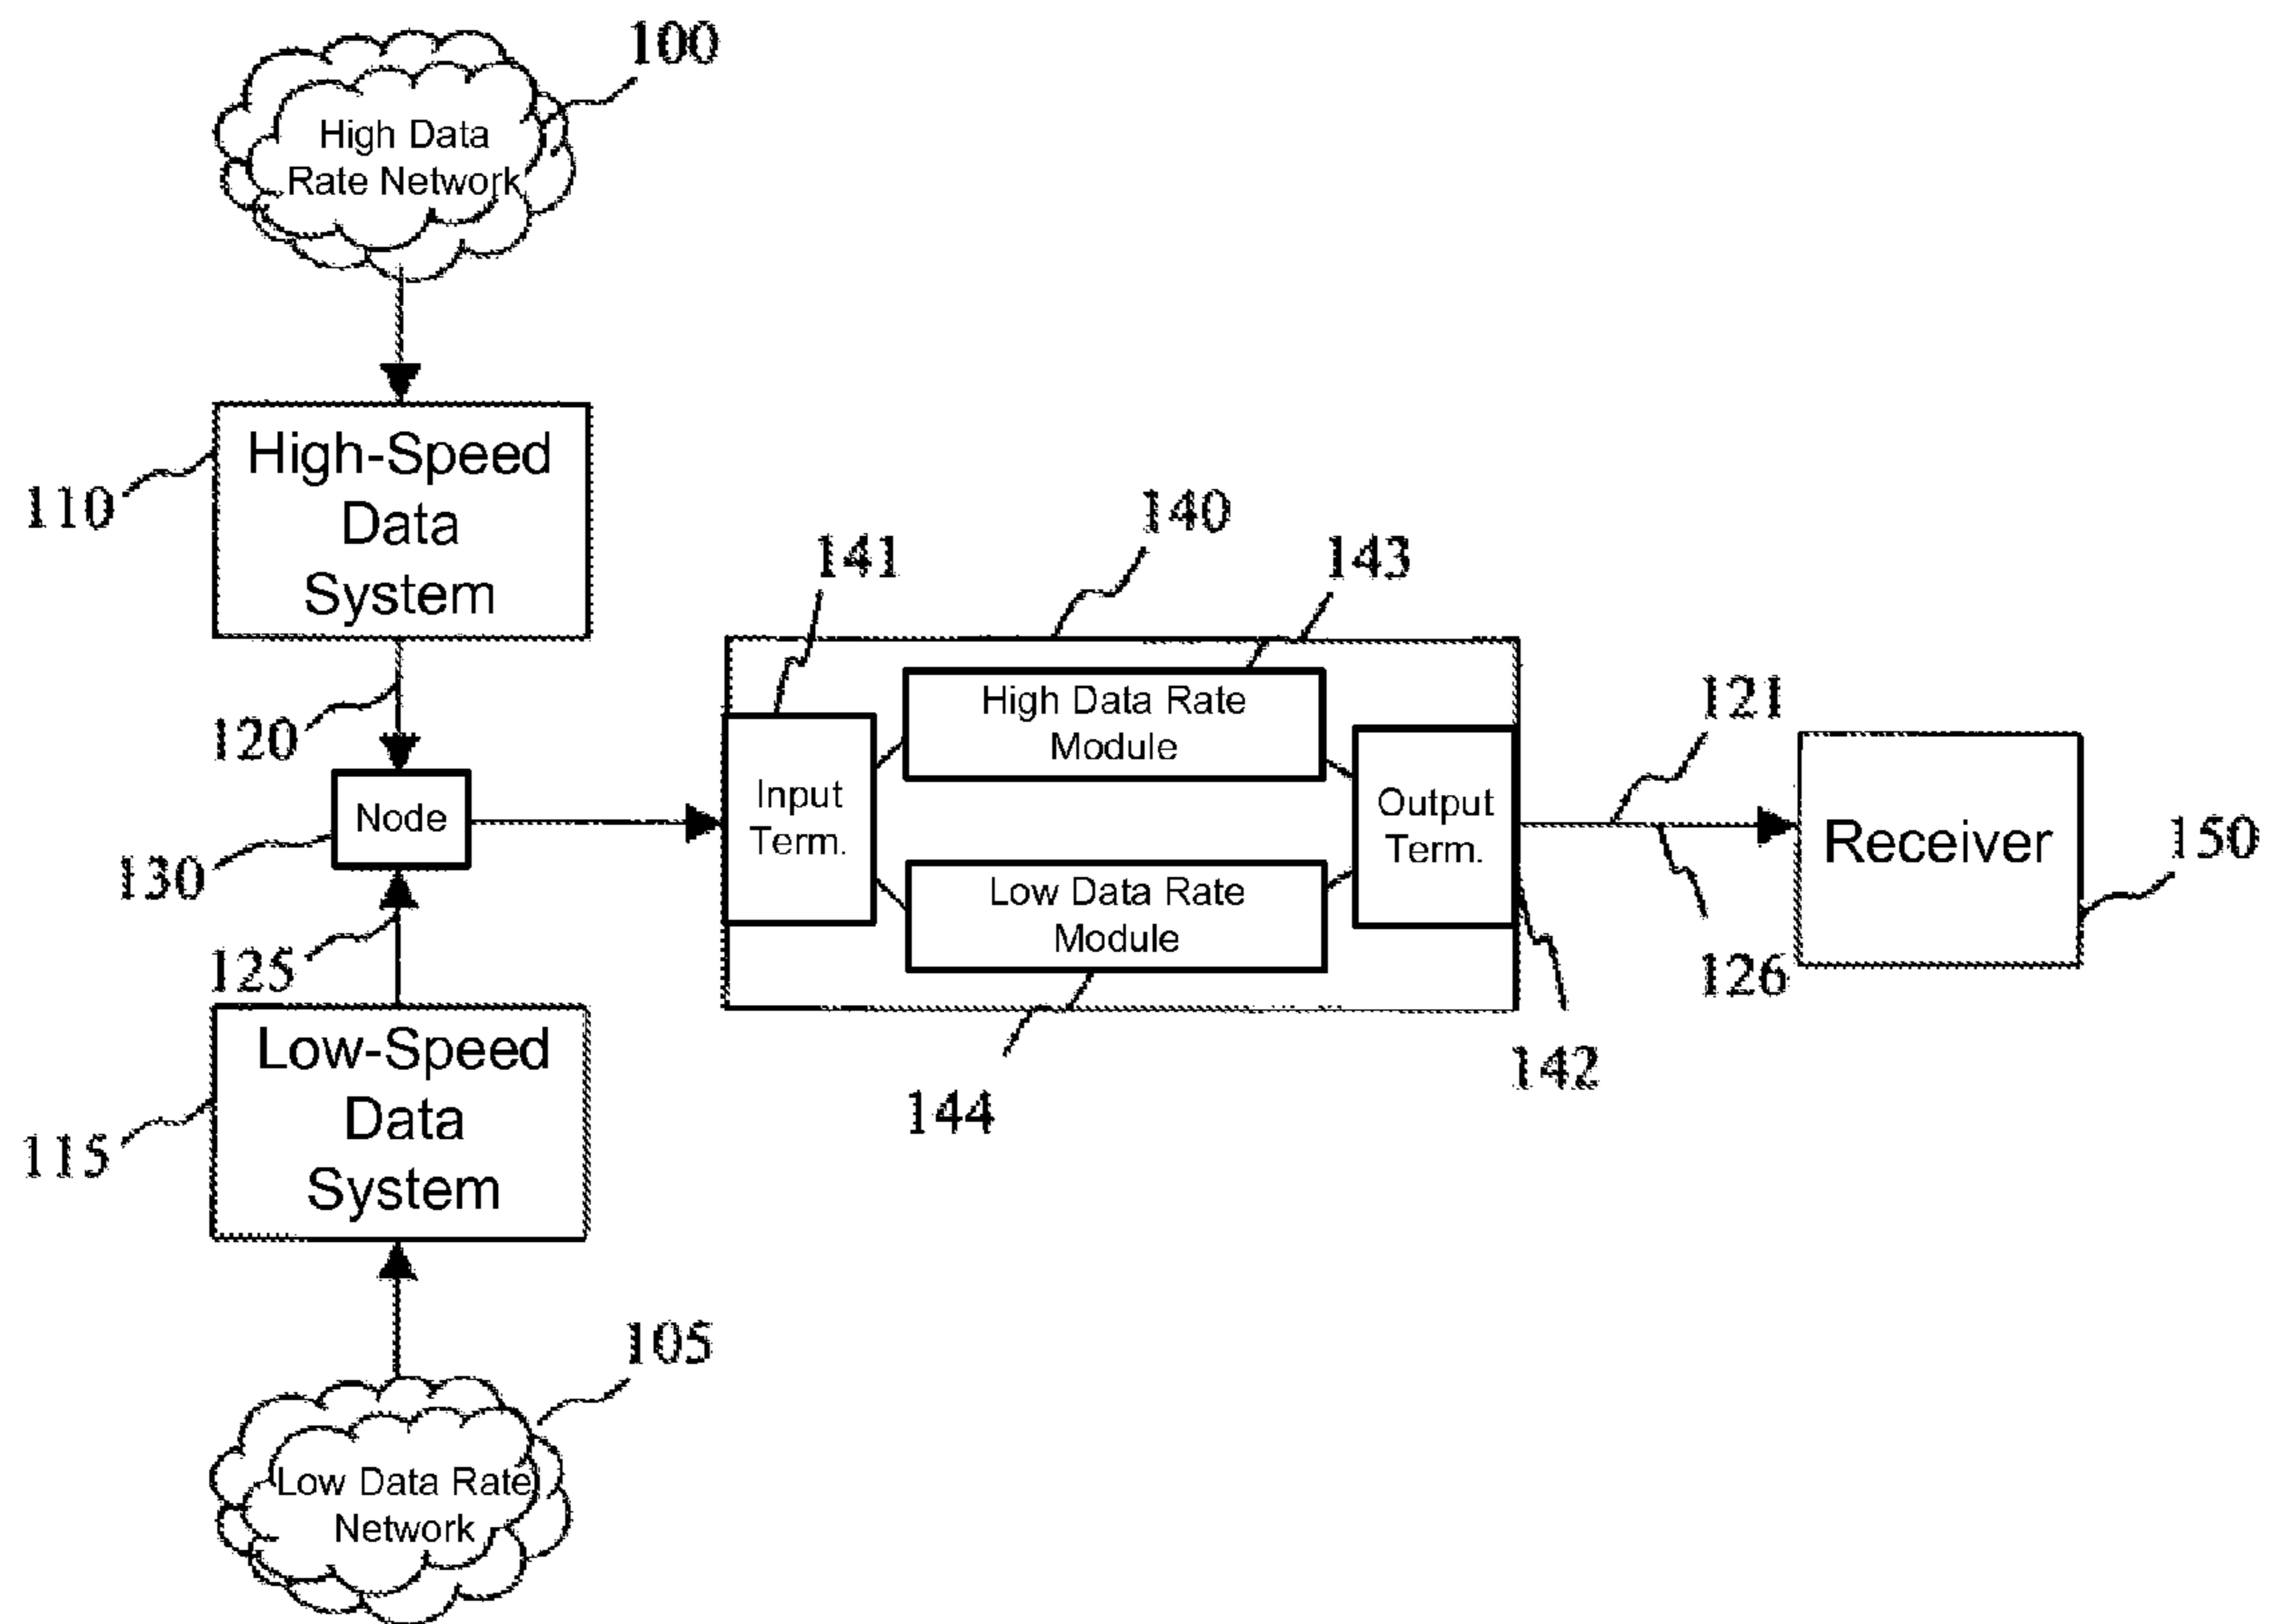 100
High Data
Rate Network
110
High-Speed
Data
System
120
Node
130
125
Low-Speed
Data
System
115
105
Low Data Rate
Network
140
141
143
High Data Rate
Module
Input
Term.
Output
Term.
Low Data Rate
Module
144
142
121
126
Receiver
150